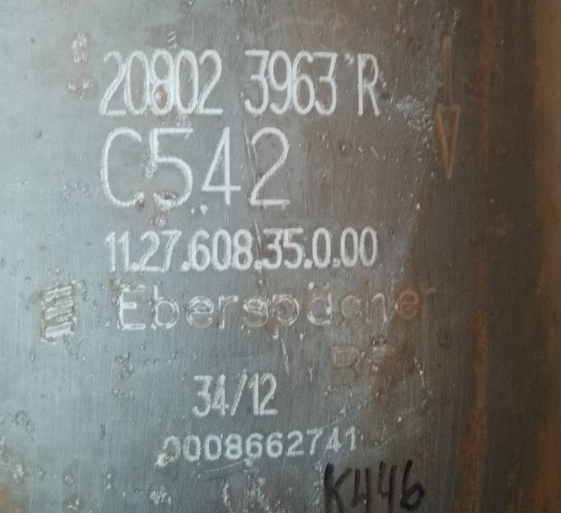 20802 3963 R
C542
11.27.608.35.0.00
Eberspächer
34/12
0008662741
K446